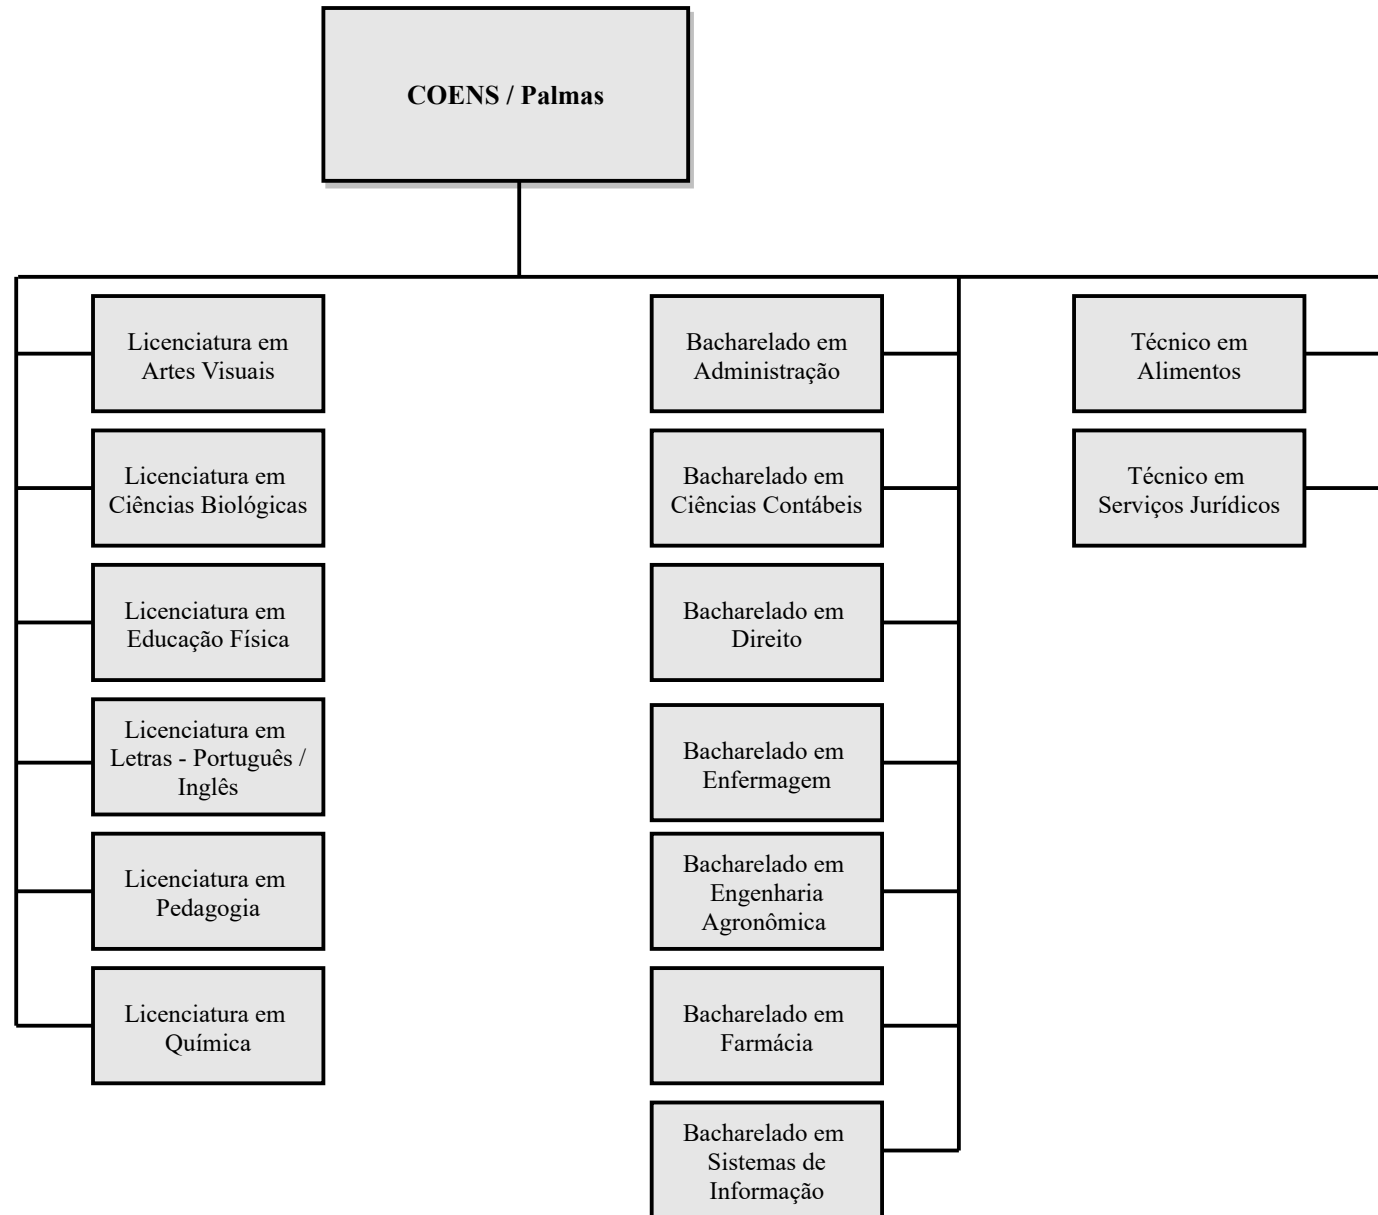 COENS / Palmas
Licenciatura em
Artes Visuais
Licenciatura em
Ciências Biológicas
Licenciatura em
Educação Física
Licenciatura em
Letras - Português /
Inglês
Licenciatura em
Pedagogia
Licenciatura em
Química
Bacharelado em
Administração
Bacharelado em
Ciências Contábeis
Bacharelado em
Direito
Bacharelado em
Enfermagem
Bacharelado em
Engenharia
Agronômica
Bacharelado em
Farmácia
Bacharelado em
Sistemas de
Informação
Técnico em
Alimentos
Técnico em
Serviços Jurídicos